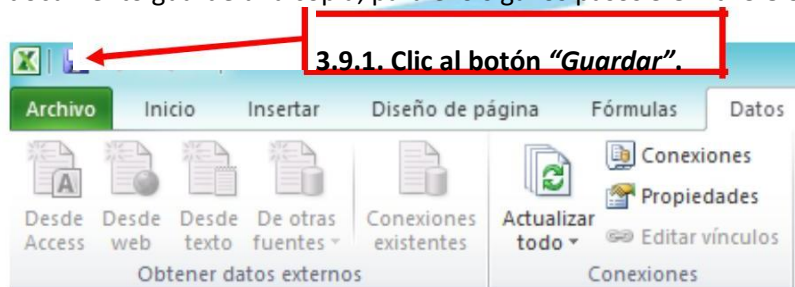 3.9.1. Clic al botón “Guardar”.
Archivo Inicio Insertar Diseño de página Fórmulas Datos
Desde Access
Desde web
Desde texto
De otras fuentes
Conexiones existentes
Actualizar todo
Conexiones
Propiedades
Editar vínculos
Obtener datos externos
Conexiones